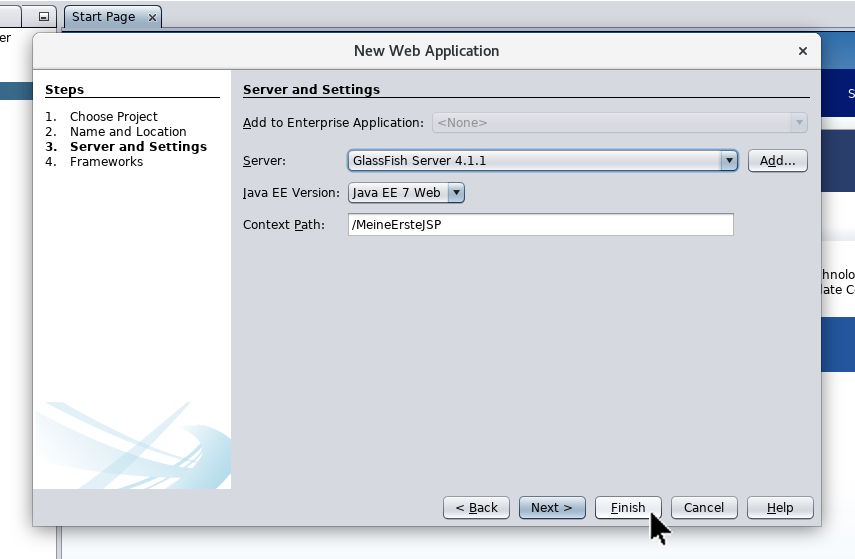 Start Page ×
er
New Web Application ×
Steps
1. Choose Project
2. Name and Location
3. Server and Settings
4. Frameworks
Server and Settings
Add to Enterprise Application: <None>
Server: GlassFish Server 4.1.1 Add...
Java EE Version: Java EE 7 Web
Context Path: /MeineErsteJSP
S
hnolo
late C
< Back Next > Finish Cancel Help